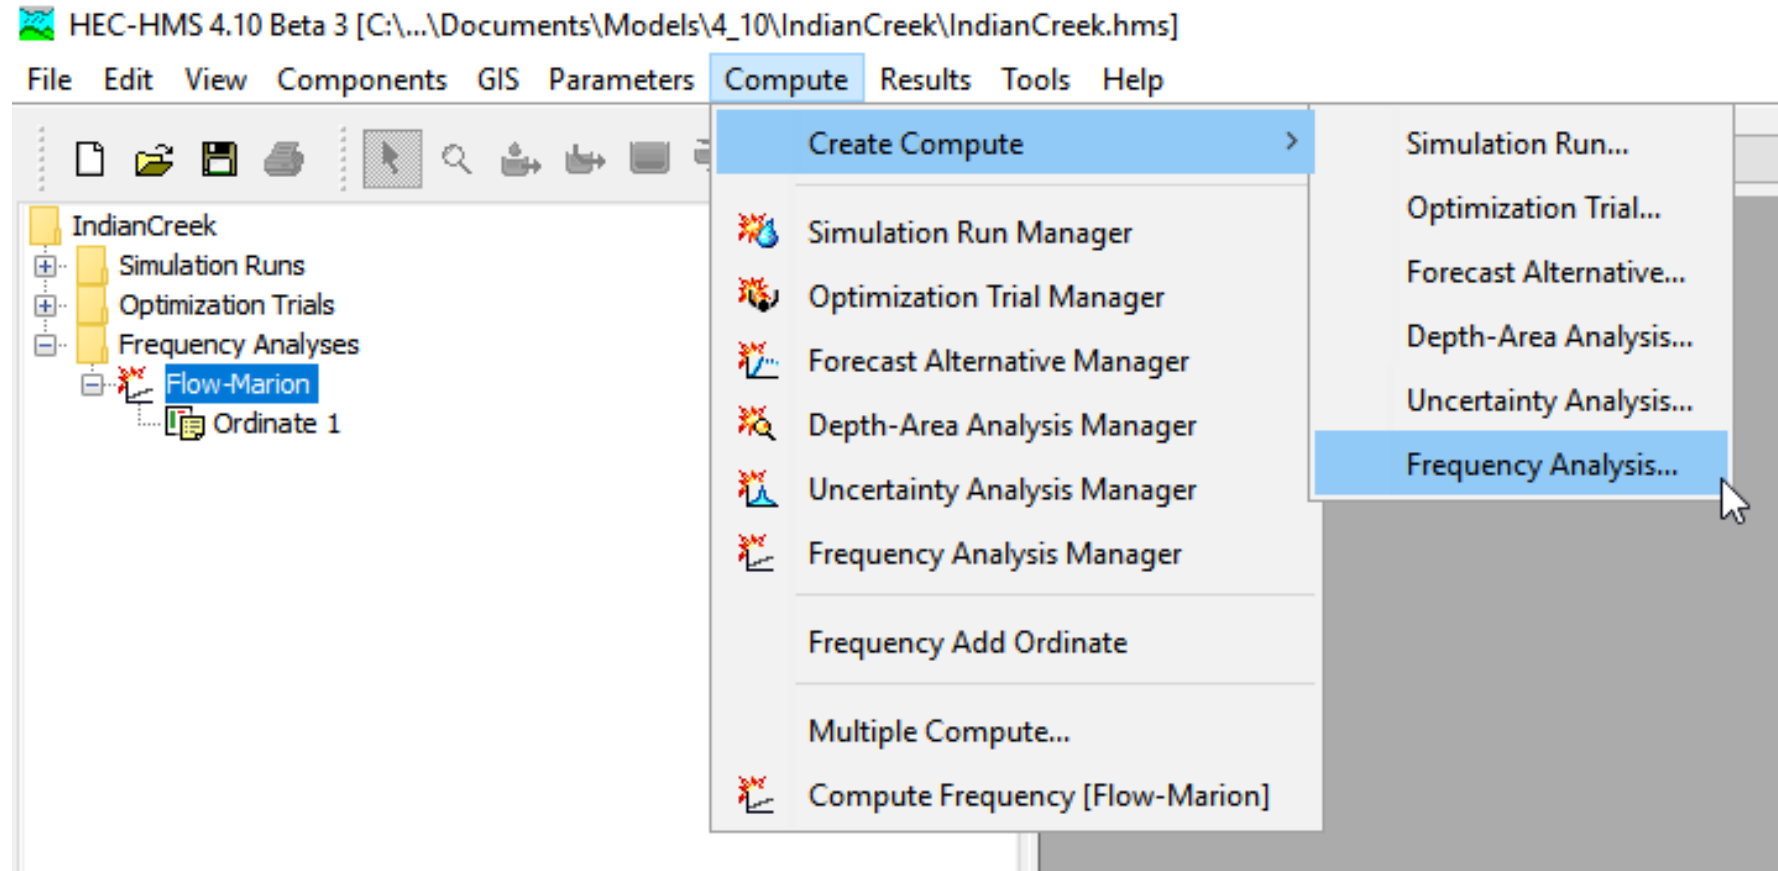 HEC-HMS 4.10 Beta 3 [C:\...\Documents\Models\4_10\IndianCreek\IndianCreek.hms]
File Edit View Components GIS Parameters Compute Results Tools Help
IndianCreek
Simulation Runs
Optimization Trials
Frequency Analyses
Flow-Marion
Ordinate 1
Create Compute
Simulation Run Manager
Optimization Trial Manager
Forecast Alternative Manager
Depth-Area Analysis Manager
Uncertainty Analysis Manager
Frequency Analysis Manager
Frequency Add Ordinate
Multiple Compute...
Compute Frequency [Flow-Marion]
Simulation Run...
Optimization Trial...
Forecast Alternative...
Depth-Area Analysis...
Uncertainty Analysis...
Frequency Analysis...